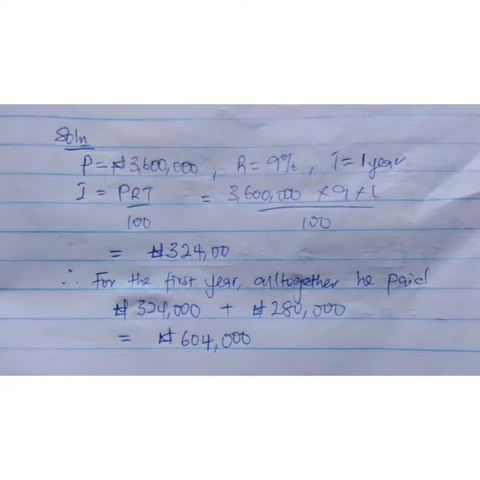 Soln
P = ₦3,600,000 , R = 9% , T = 1 year
I = PRT = 3,600,000 × 9 × 1
100 100
= ₦324,00
∴ For the first year, alltogether he paid
₦324,000 + ₦280,000
= ₦604,000